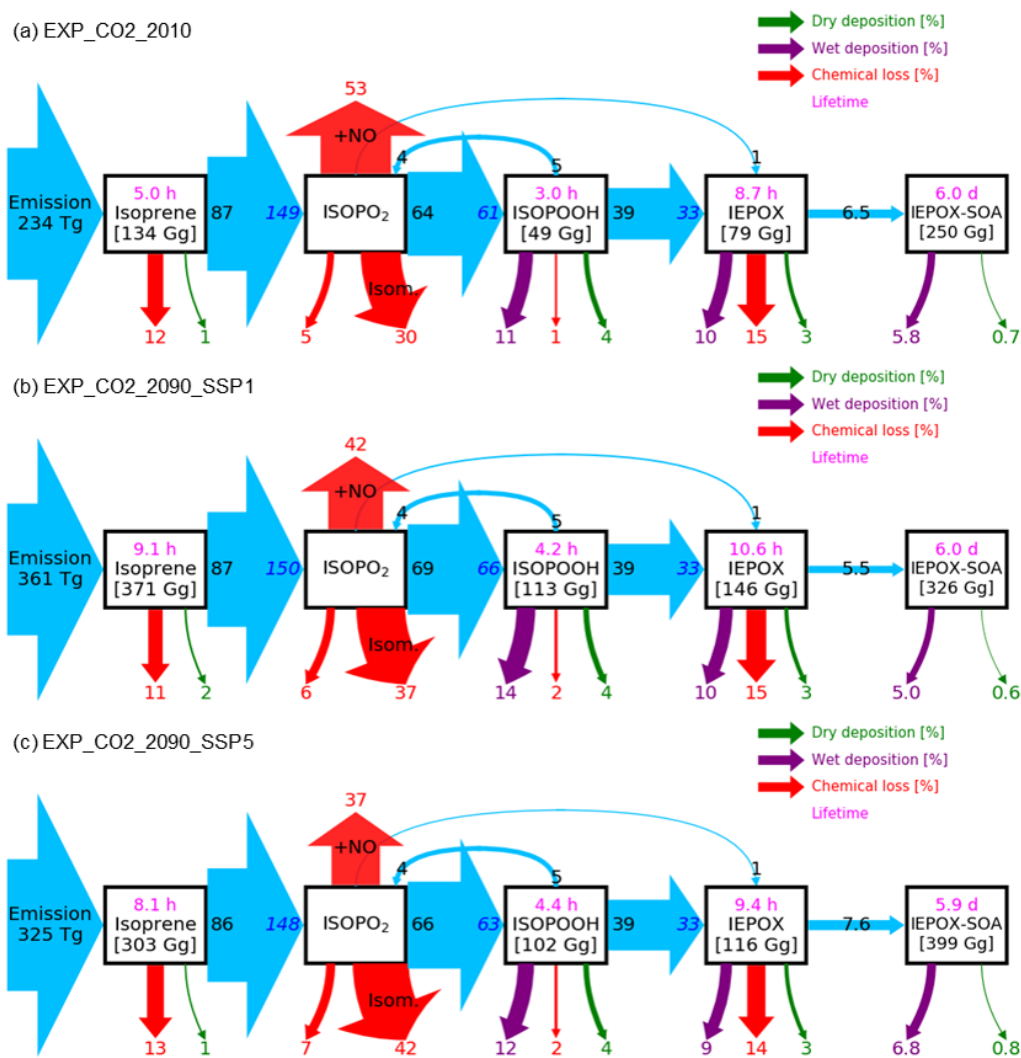 (a) EXP_CO2_2010
Dry deposition [%]
Wet deposition [%]
Chemical loss [%]
Lifetime
53
+NO
4
5
1
Emission
234 Tg
5.0 h
Isoprene
[134 Gg]
87
149
ISOPO₂
64
61
3.0 h
ISOPOOH
[49 Gg]
39
33
8.7 h
IEPOX
[79 Gg]
6.5
6.0 d
IEPOX-SOA
[250 Gg]
Isom.
12
1
5
30
11
1
4
10
15
3
5.8
0.7
(b) EXP_CO2_2090_SSP1
Dry deposition [%]
Wet deposition [%]
Chemical loss [%]
Lifetime
42
+NO
4
5
1
Emission
361 Tg
9.1 h
Isoprene
[371 Gg]
87
150
ISOPO₂
69
66
4.2 h
ISOPOOH
[113 Gg]
39
33
10.6 h
IEPOX
[146 Gg]
5.5
6.0 d
IEPOX-SOA
[326 Gg]
Isom.
11
2
6
37
14
2
4
10
15
3
5.0
0.6
(c) EXP_CO2_2090_SSP5
Dry deposition [%]
Wet deposition [%]
Chemical loss [%]
Lifetime
37
+NO
4
5
1
Emission
325 Tg
8.1 h
Isoprene
[303 Gg]
86
148
ISOPO₂
66
63
4.4 h
ISOPOOH
[102 Gg]
39
33
9.4 h
IEPOX
[116 Gg]
7.6
5.9 d
IEPOX-SOA
[399 Gg]
Isom.
13
1
7
42
12
2
4
9
14
3
6.8
0.8